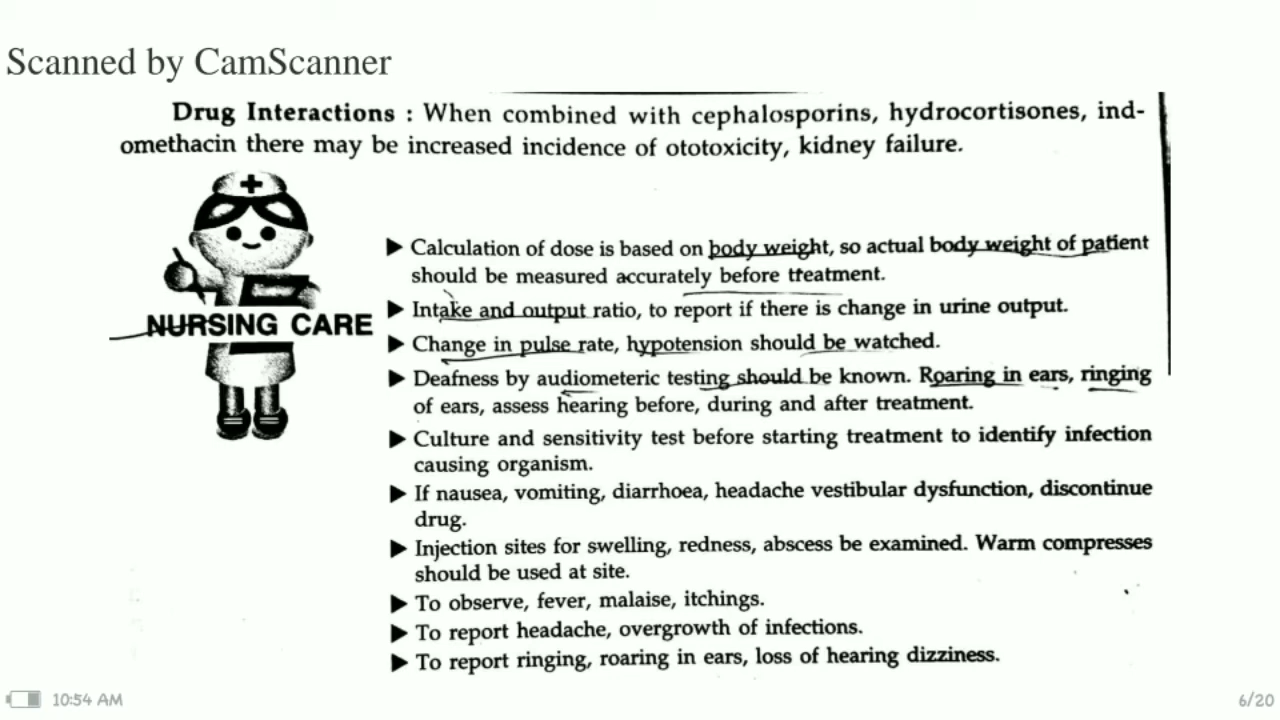 Scanned by CamScanner
Drug Interactions : When combined with cephalosporins, hydrocortisones, ind-
omethacin there may be increased incidence of ototoxicity, kidney failure.
NURSING CARE
▶ Calculation of dose is based on body weight, so actual body weight of patient
should be measured accurately before treatment.
▶ Intake and output ratio, to report if there is change in urine output.
▶ Change in pulse rate, hypotension should be watched.
▶ Deafness by audiometeric testing should be known. Roaring in ears, ringing
of ears, assess hearing before, during and after treatment.
▶ Culture and sensitivity test before starting treatment to identify infection
causing organism.
▶ If nausea, vomiting, diarrhoea, headache vestibular dysfunction, discontinue
drug.
▶ Injection sites for swelling, redness, abscess be examined. Warm compresses
should be used at site.
▶ To observe, fever, malaise, itchings.
▶ To report headache, overgrowth of infections.
▶ To report ringing, roaring in ears, loss of hearing dizziness.
10:54 AM
6/20